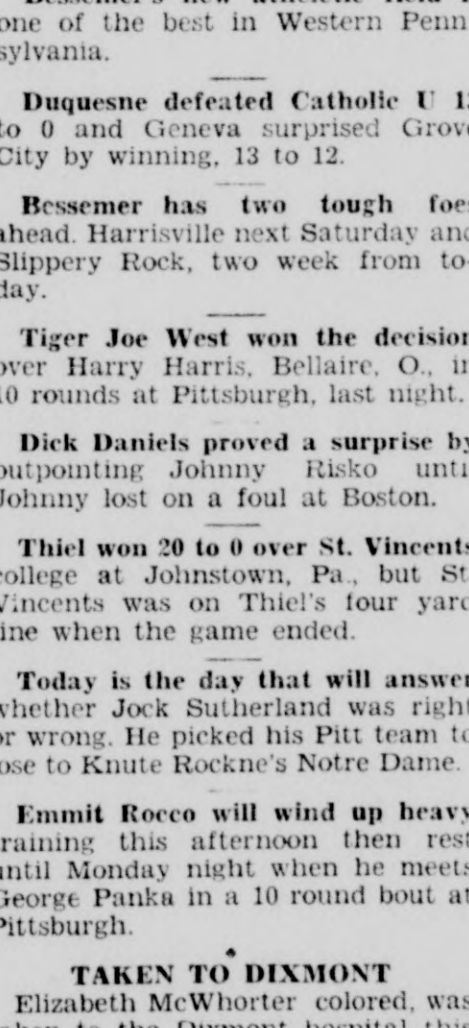 one of the best in Western Penn
sylvania.
Duquesne defeated Catholic U 1
to 0 and Geneva surprised Grov
City by winning, 13 to 12.
Bessemer has two tough foe
ahead. Harrisville next Saturday an
Slippery Rock, two week from to-
day.
Tiger Joe West won the decision
over Harry Harris, Bellaire, O., in
10 rounds at Pittsburgh, last night.
Dick Daniels proved a surprise by
outpointing Johnny Risko unti
Johnny lost on a foul at Boston.
Thiel won 20 to 0 over St. Vincents
college at Johnstown, Pa., but St
Vincents was on Thiel's four yard
line when the game ended.
Today is the day that will answer
whether Jock Sutherland was right
or wrong. He picked his Pitt team to
lose to Knute Rockne's Notre Dame.
Emmit Rocco will wind up heavy
training this afternoon then rest
until Monday night when he meets
George Panka in a 10 round bout at
Pittsburgh.
TAKEN TO DIXMONT
Elizabeth McWhorter colored, was